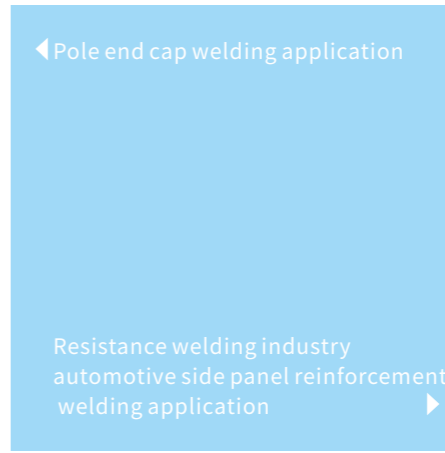 Pole end cap welding application
Resistance welding industry
automotive side panel reinforcement
welding application